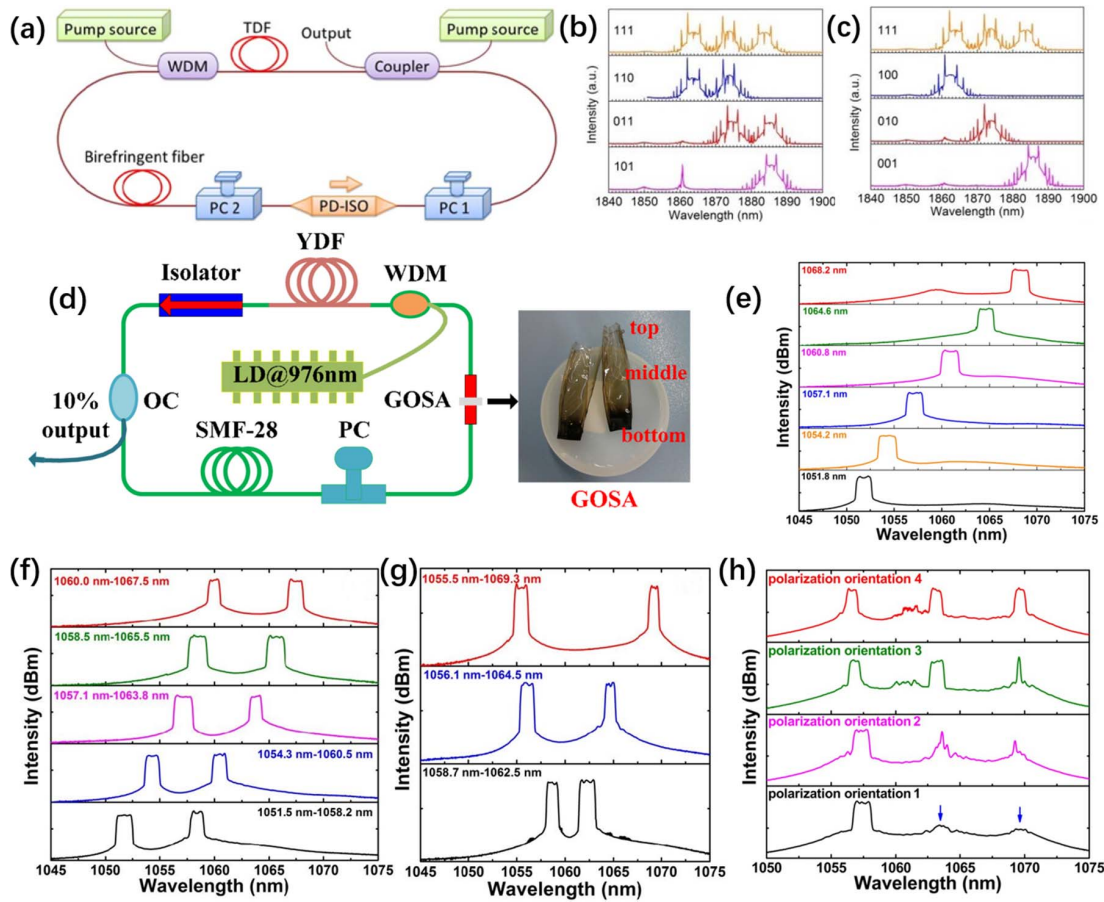 (a)
Pump source
TDF
Output
Pump source
WDM
Coupler
Birefringent fiber
PC 2
PD-ISO
PC 1
(b)
Intensity (a.u.)
111
110
011
101
1840 1850 1860 1870 1880 1890 1900
Wavelength (nm)
(c)
Intensity (a.u.)
111
100
010
001
1840 1850 1860 1870 1880 1890 1900
Wavelength (nm)
(d)
Isolator
YDF
WDM
LD@976nm
GOSA
10%
output
OC
SMF-28
PC
top
middle
bottom
GOSA
(e)
Intensity (dBm)
1068.2 nm
1064.6 nm
1060.8 nm
1057.1 nm
1054.2 nm
1051.8 nm
1045 1050 1055 1060 1065 1070 1075
Wavelength (nm)
(f)
Intensity (dBm)
1060.0 nm-1067.5 nm
1058.5 nm-1065.5 nm
1057.1 nm-1063.8 nm
1054.3 nm-1060.5 nm
1051.5 nm-1058.2 nm
1045 1050 1055 1060 1065 1070 1075
Wavelength (nm)
(g)
Intensity (dBm)
1055.5 nm-1069.3 nm
1056.1 nm-1064.5 nm
1058.7 nm-1062.5 nm
1045 1050 1055 1060 1065 1070 1075
Wavelength (nm)
(h)
Intensity (dBm)
polarization orientation 4
polarization orientation 3
polarization orientation 2
polarization orientation 1
1050 1055 1060 1065 1070 1075
Wavelength (nm)